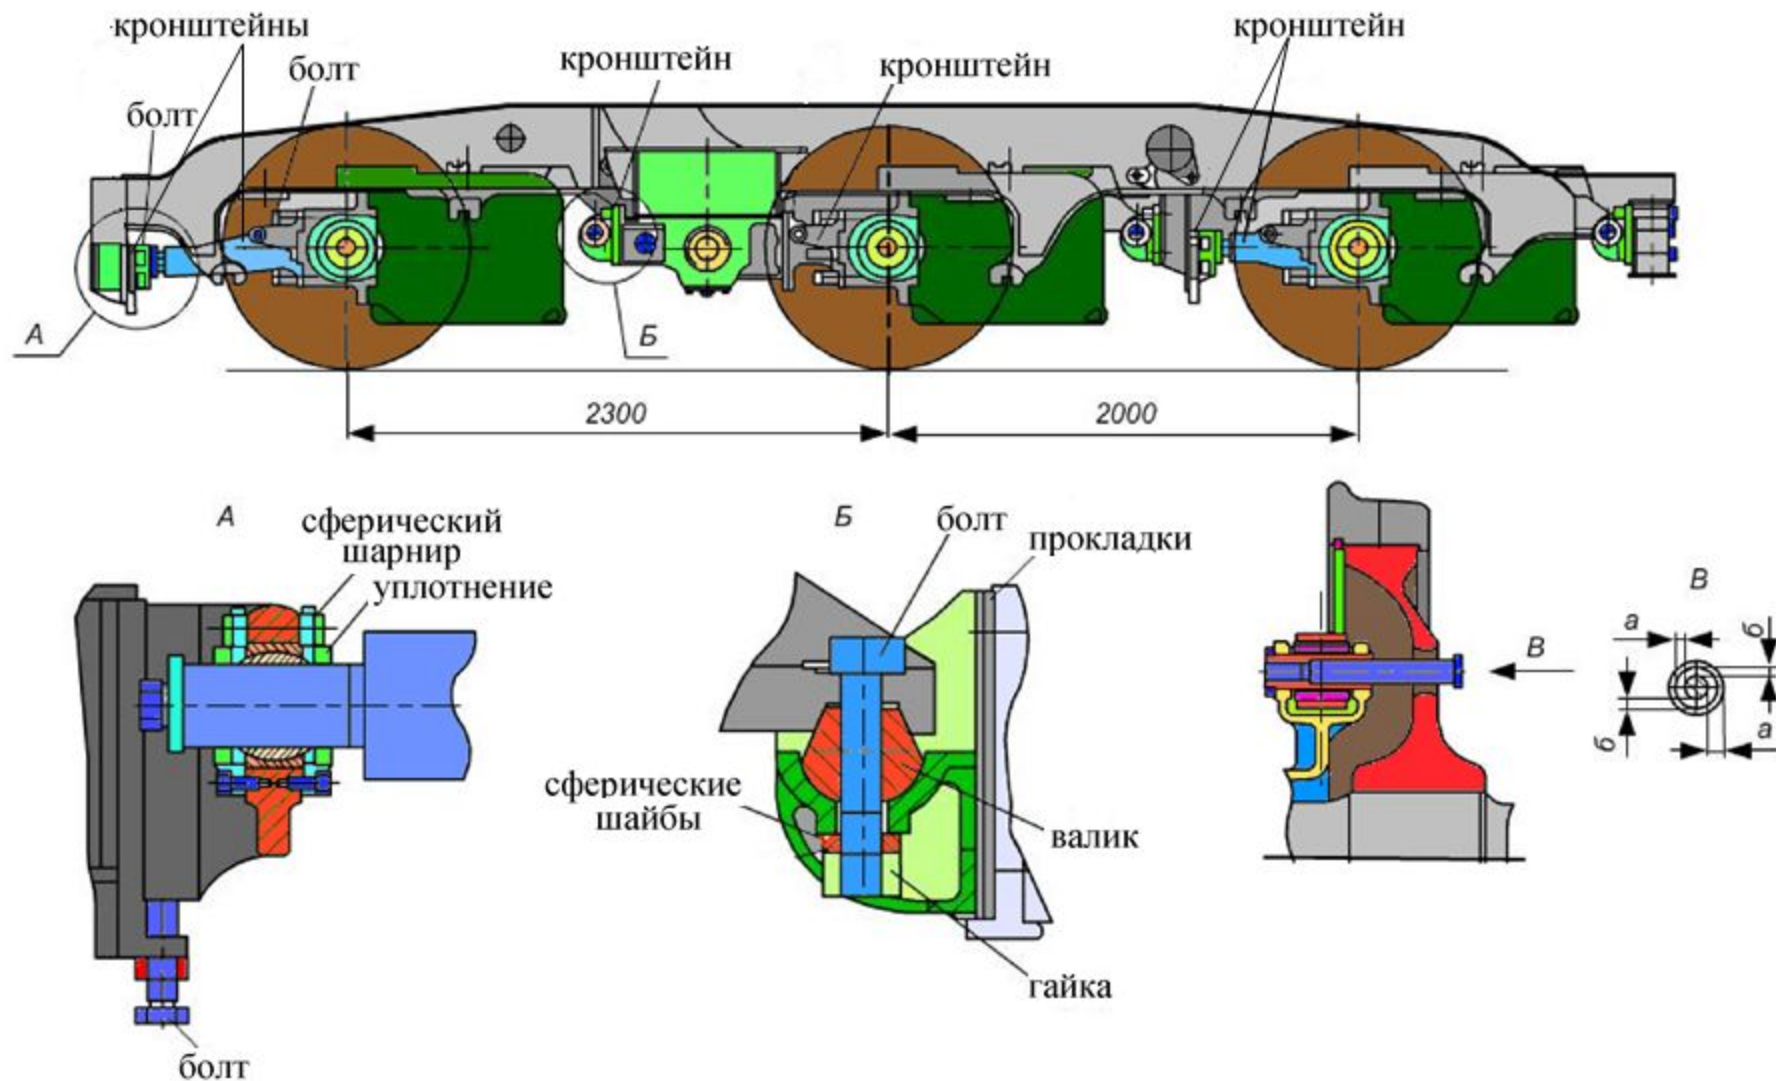 кронштейны
болт
болт
кронштейн
кронштейн
кронштейн
А
Б
2300
2000
А
сферический
шарнир
уплотнение
болт
Б
болт
прокладки
сферические
шайбы
валик
гайка
В
В
а
б
б
а